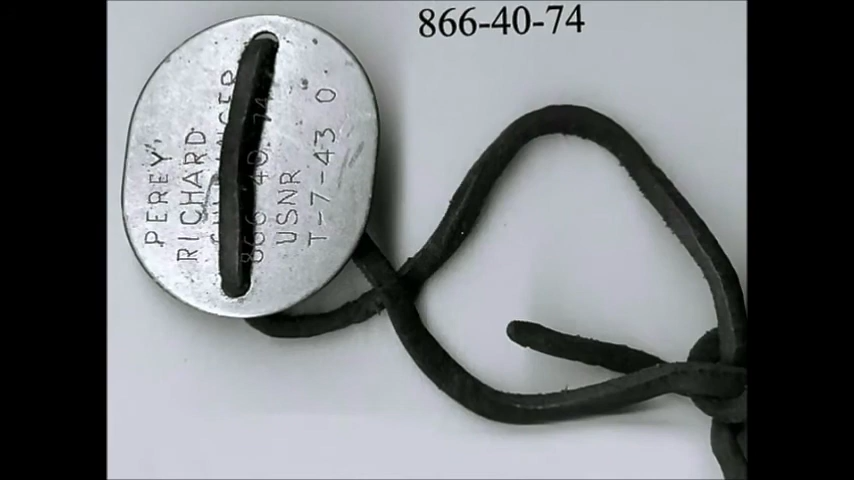 866-40-74
PEREY,
RICHARD
866 40 74
USNR
T-7-43 O